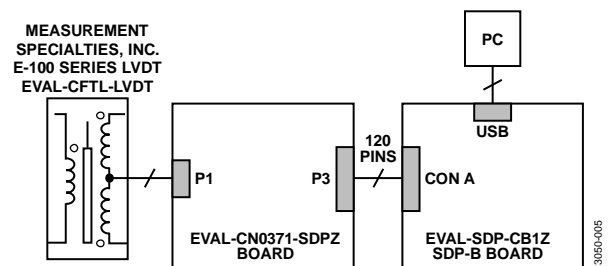 MEASUREMENT
SPECIALTIES, INC.
E-100 SERIES LVDT
EVAL-CFTL-LVDT
PC
USB
120
PINS
P1
P3
CON A
EVAL-CN0371-SDPZ
BOARD
EVAL-SDP-CB1Z
SDP-B BOARD
3050-005